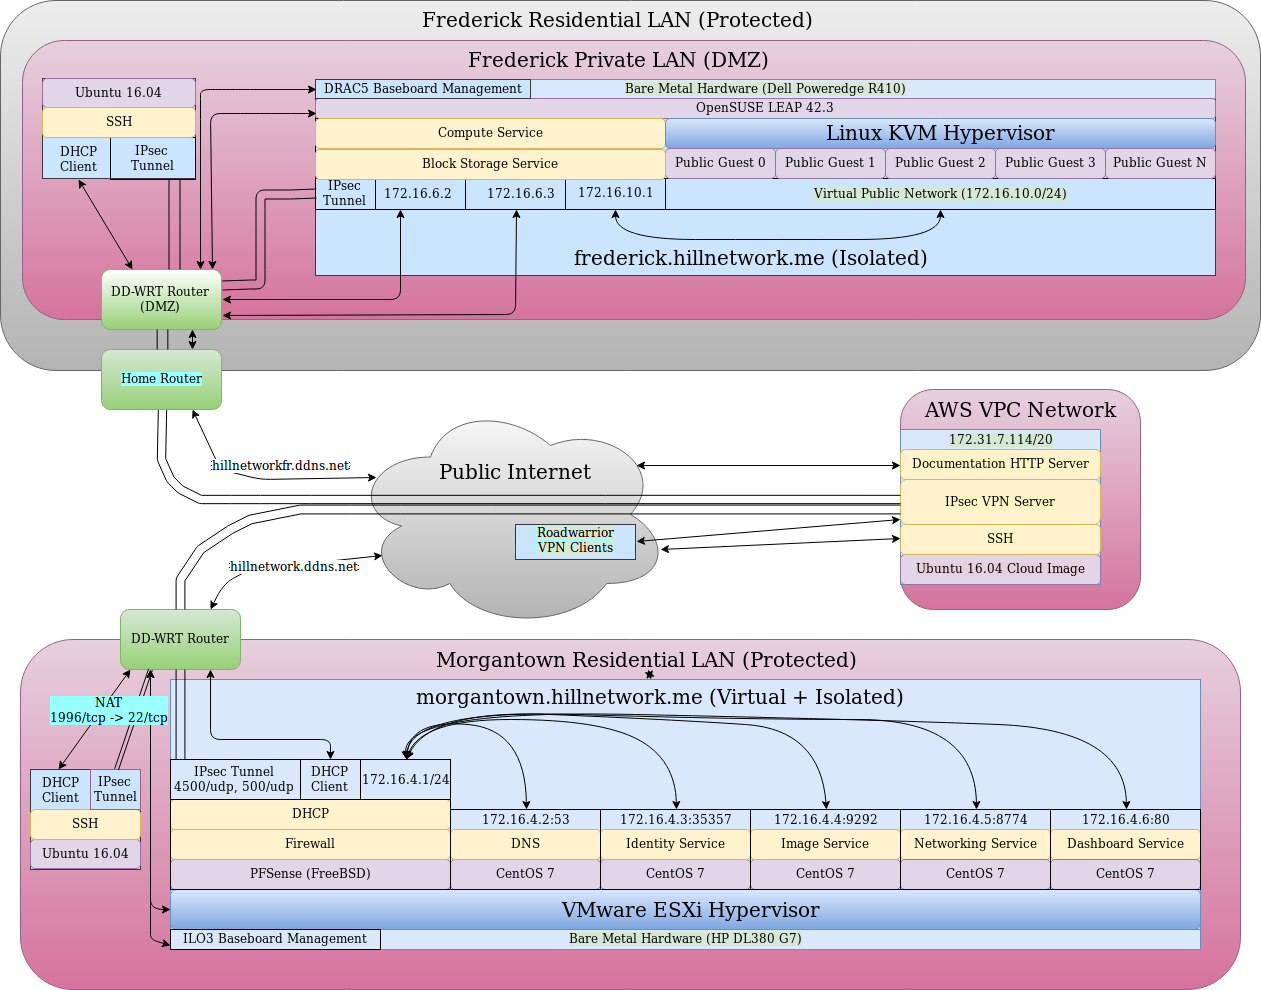 Frederick Residential LAN (Protected)
Frederick Private LAN (DMZ)
Ubuntu 16.04
SSH
DHCP
Client
IPsec
Tunnel
DRAC5 Baseboard Management
Bare Metal Hardware (Dell Poweredge R410)
OpenSUSE LEAP 42.3
Compute Service
Linux KVM Hypervisor
Block Storage Service
Public Guest 0
Public Guest 1
Public Guest 2
Public Guest 3
Public Guest N
IPsec
Tunnel
172.16.6.2
172.16.6.3
172.16.10.1
Virtual Public Network (172.16.10.0/24)
frederick.hillnetwork.me (Isolated)
DD-WRT Router
(DMZ)
Home Router
hillnetworkfr.ddns.net
Public Internet
Roadwarrior
VPN Clients
hillnetwork.ddns.net
AWS VPC Network
172.31.7.114/20
Documentation HTTP Server
IPsec VPN Server
SSH
Ubuntu 16.04 Cloud Image
DD-WRT Router
Morgantown Residential LAN (Protected)
morgantown.hillnetwork.me (Virtual + Isolated)
NAT
1996/tcp -> 22/tcp
DHCP
Client
IPsec
Tunnel
SSH
Ubuntu 16.04
IPsec Tunnel
4500/udp, 500/udp
DHCP
Client
172.16.4.1/24
DHCP
Firewall
PFSense (FreeBSD)
172.16.4.2:53
DNS
CentOS 7
172.16.4.3:35357
Identity Service
CentOS 7
172.16.4.4:9292
Image Service
CentOS 7
172.16.4.5:8774
Networking Service
CentOS 7
172.16.4.6:80
Dashboard Service
CentOS 7
VMware ESXi Hypervisor
ILO3 Baseboard Management
Bare Metal Hardware (HP DL380 G7)